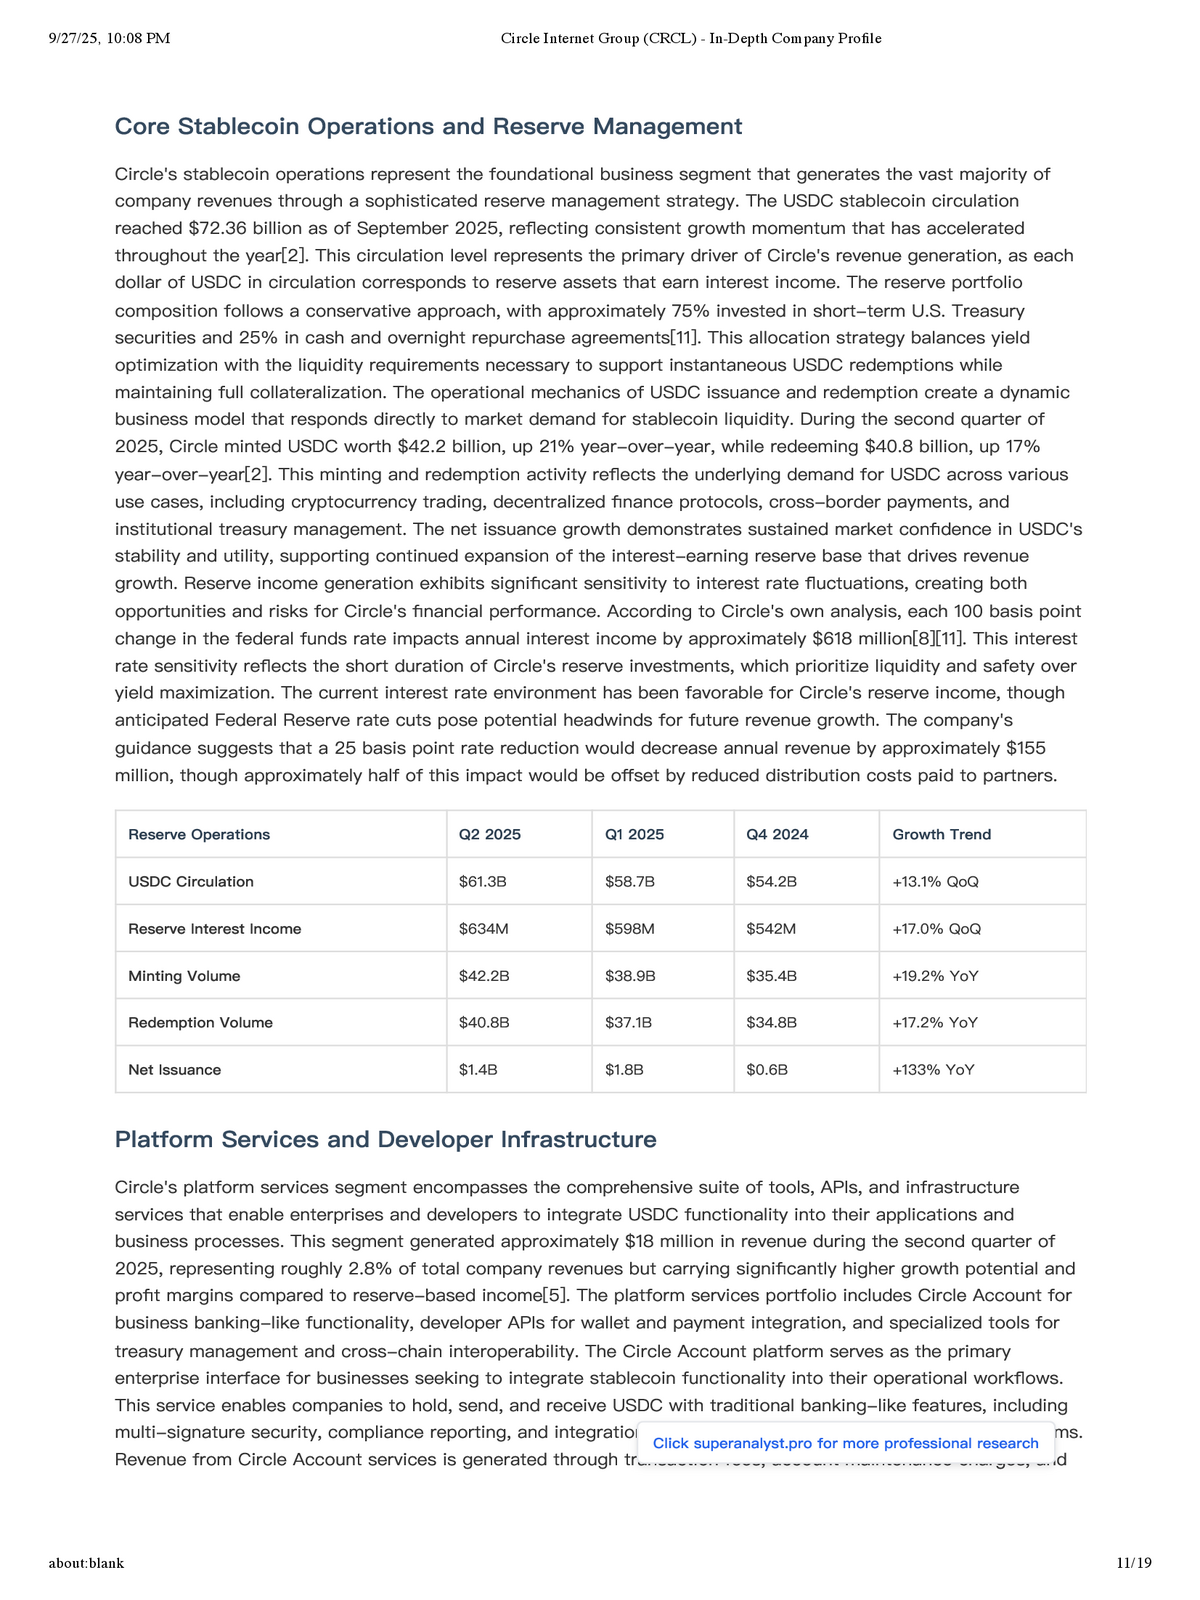 9/27/25, 10:08 PM
Circle Internet Group (CRCL) - In-Depth Company Profile
Core Stablecoin Operations and Reserve Management
Circle's stablecoin operations represent the foundational business segment that generates the vast majority of
company revenues through a sophisticated reserve management strategy. The USDC stablecoin circulation
reached $72.36 billion as of September 2025, reflecting consistent growth momentum that has accelerated
throughout the year[2]. This circulation level represents the primary driver of Circle's revenue generation, as each
dollar of USDC in circulation corresponds to reserve assets that earn interest income. The reserve portfolio
composition follows a conservative approach, with approximately 75% invested in short–term U.S. Treasury
securities and 25% in cash and overnight repurchase agreements[11]. This allocation strategy balances yield
optimization with the liquidity requirements necessary to support instantaneous USDC redemptions while
maintaining full collateralization. The operational mechanics of USDC issuance and redemption create a dynamic
business model that responds directly to market demand for stablecoin liquidity. During the second quarter of
2025, Circle minted USDC worth $42.2 billion, up 21% year–over–year, while redeeming $40.8 billion, up 17%
year–over–year[2]. This minting and redemption activity reflects the underlying demand for USDC across various
use cases, including cryptocurrency trading, decentralized finance protocols, cross–border payments, and
institutional treasury management. The net issuance growth demonstrates sustained market confidence in USDC's
stability and utility, supporting continued expansion of the interest–earning reserve base that drives revenue
growth. Reserve income generation exhibits significant sensitivity to interest rate fluctuations, creating both
opportunities and risks for Circle's financial performance. According to Circle's own analysis, each 100 basis point
change in the federal funds rate impacts annual interest income by approximately $618 million[8][11]. This interest
rate sensitivity reflects the short duration of Circle's reserve investments, which prioritize liquidity and safety over
yield maximization. The current interest rate environment has been favorable for Circle's reserve income, though
anticipated Federal Reserve rate cuts pose potential headwinds for future revenue growth. The company's
guidance suggests that a 25 basis point rate reduction would decrease annual revenue by approximately $155
million, though approximately half of this impact would be offset by reduced distribution costs paid to partners.
Reserve Operations Q2 2025 Q1 2025 Q4 2024 Growth Trend
USDC Circulation $61.3B $58.7B $54.2B +13.1% QoQ
Reserve Interest Income $634M $598M $542M +17.0% QoQ
Minting Volume $42.2B $38.9B $35.4B +19.2% YoY
Redemption Volume $40.8B $37.1B $34.8B +17.2% YoY
Net Issuance $1.4B $1.8B $0.6B +133% YoY
Platform Services and Developer Infrastructure
Circle's platform services segment encompasses the comprehensive suite of tools, APIs, and infrastructure
services that enable enterprises and developers to integrate USDC functionality into their applications and
business processes. This segment generated approximately $18 million in revenue during the second quarter of
2025, representing roughly 2.8% of total company revenues but carrying significantly higher growth potential and
profit margins compared to reserve–based income[5]. The platform services portfolio includes Circle Account for
business banking–like functionality, developer APIs for wallet and payment integration, and specialized tools for
treasury management and cross–chain interoperability. The Circle Account platform serves as the primary
enterprise interface for businesses seeking to integrate stablecoin functionality into their operational workflows.
This service enables companies to hold, send, and receive USDC with traditional banking–like features, including
multi–signature security, compliance reporting, and integration ms.
Click superanalyst.pro for more professional research
Revenue from Circle Account services is generated through transaction fees, account maintenance charges, and
about:blank
11/19